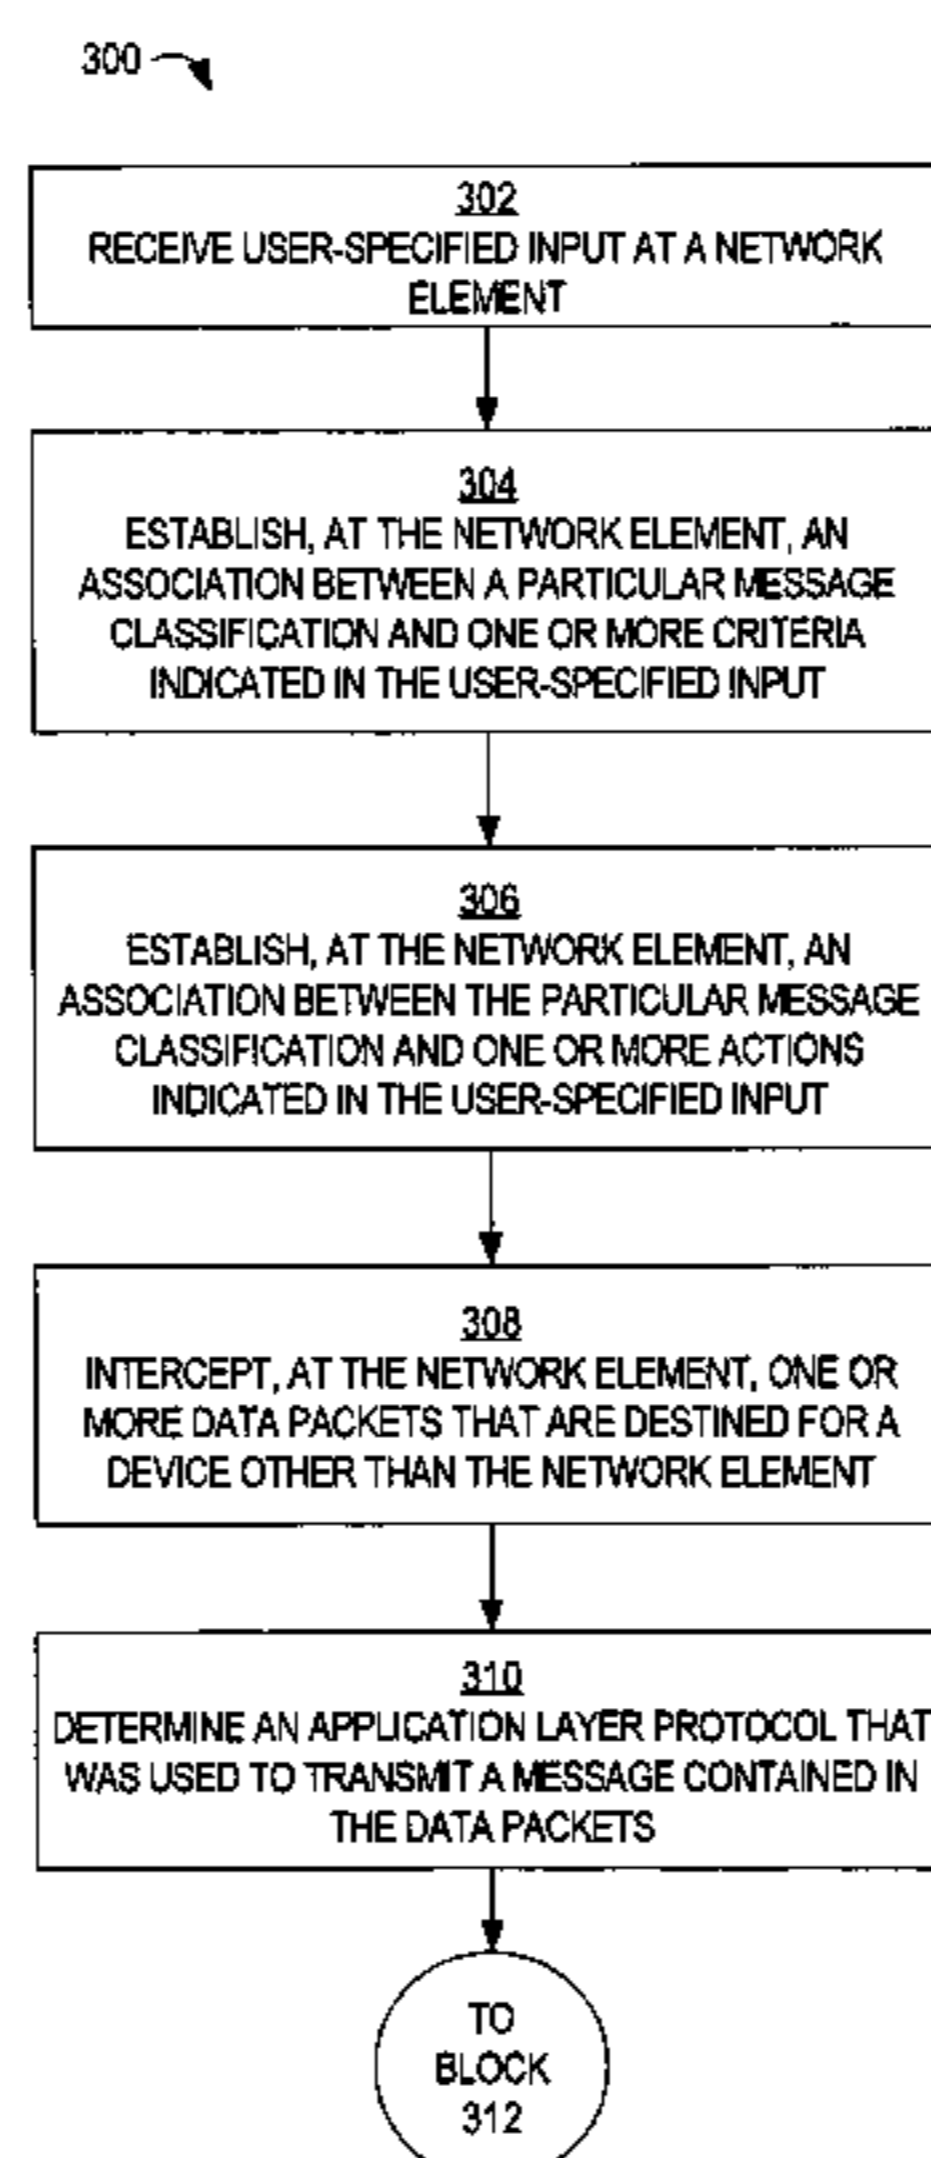 300
302
RECEIVE USER-SPECIFIED INPUT AT A NETWORK
ELEMENT
304
ESTABLISH, AT THE NETWORK ELEMENT, AN
ASSOCIATION BETWEEN A PARTICULAR MESSAGE
CLASSIFICATION AND ONE OR MORE CRITERIA
INDICATED IN THE USER-SPECIFIED INPUT
306
ESTABLISH, AT THE NETWORK ELEMENT, AN
ASSOCIATION BETWEEN THE PARTICULAR MESSAGE
CLASSIFICATION AND ONE OR MORE ACTIONS
INDICATED IN THE USER-SPECIFIED INPUT
308
INTERCEPT, AT THE NETWORK ELEMENT, ONE OR
MORE DATA PACKETS THAT ARE DESTINED FOR A
DEVICE OTHER THAN THE NETWORK ELEMENT
310
DETERMINE AN APPLICATION LAYER PROTOCOL THAT
WAS USED TO TRANSMIT A MESSAGE CONTAINED IN
THE DATA PACKETS
TO
BLOCK
312